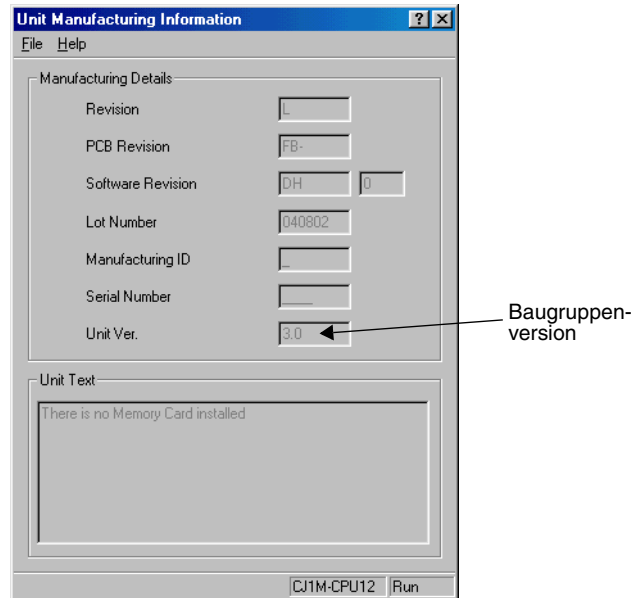 Unit Manufacturing Information
File Help
Manufacturing Details
Revision L
PCB Revision FB-
Software Revision DH 0
Lot Number 040802
Manufacturing ID _
Serial Number ____
Unit Ver. 3.0
Baugruppen-
version
Unit Text
There is no Memory Card installed
CJ1M-CPU12 Run